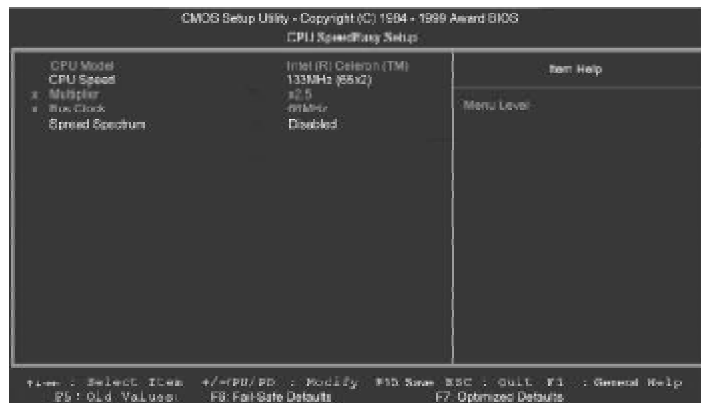 CMOS Setup Utility - Copyright (C) 1984 - 1999 Award BIOS
CPU SpeedEasy Setup
CPU Model Intel (R) Celeron (TM)
CPU Speed 133MHz (66x2)
x Multiplier x2.5
x Bus Clock 66MHz
Spread Spectrum Disabled
Item Help
Menu Level
: Select Item +/-/PU/PD : Modify F10 Save ESC : Quit F1 : General Help
F5: Old Values F6: Fail-Safe Defaults F7: Optimized Defaults